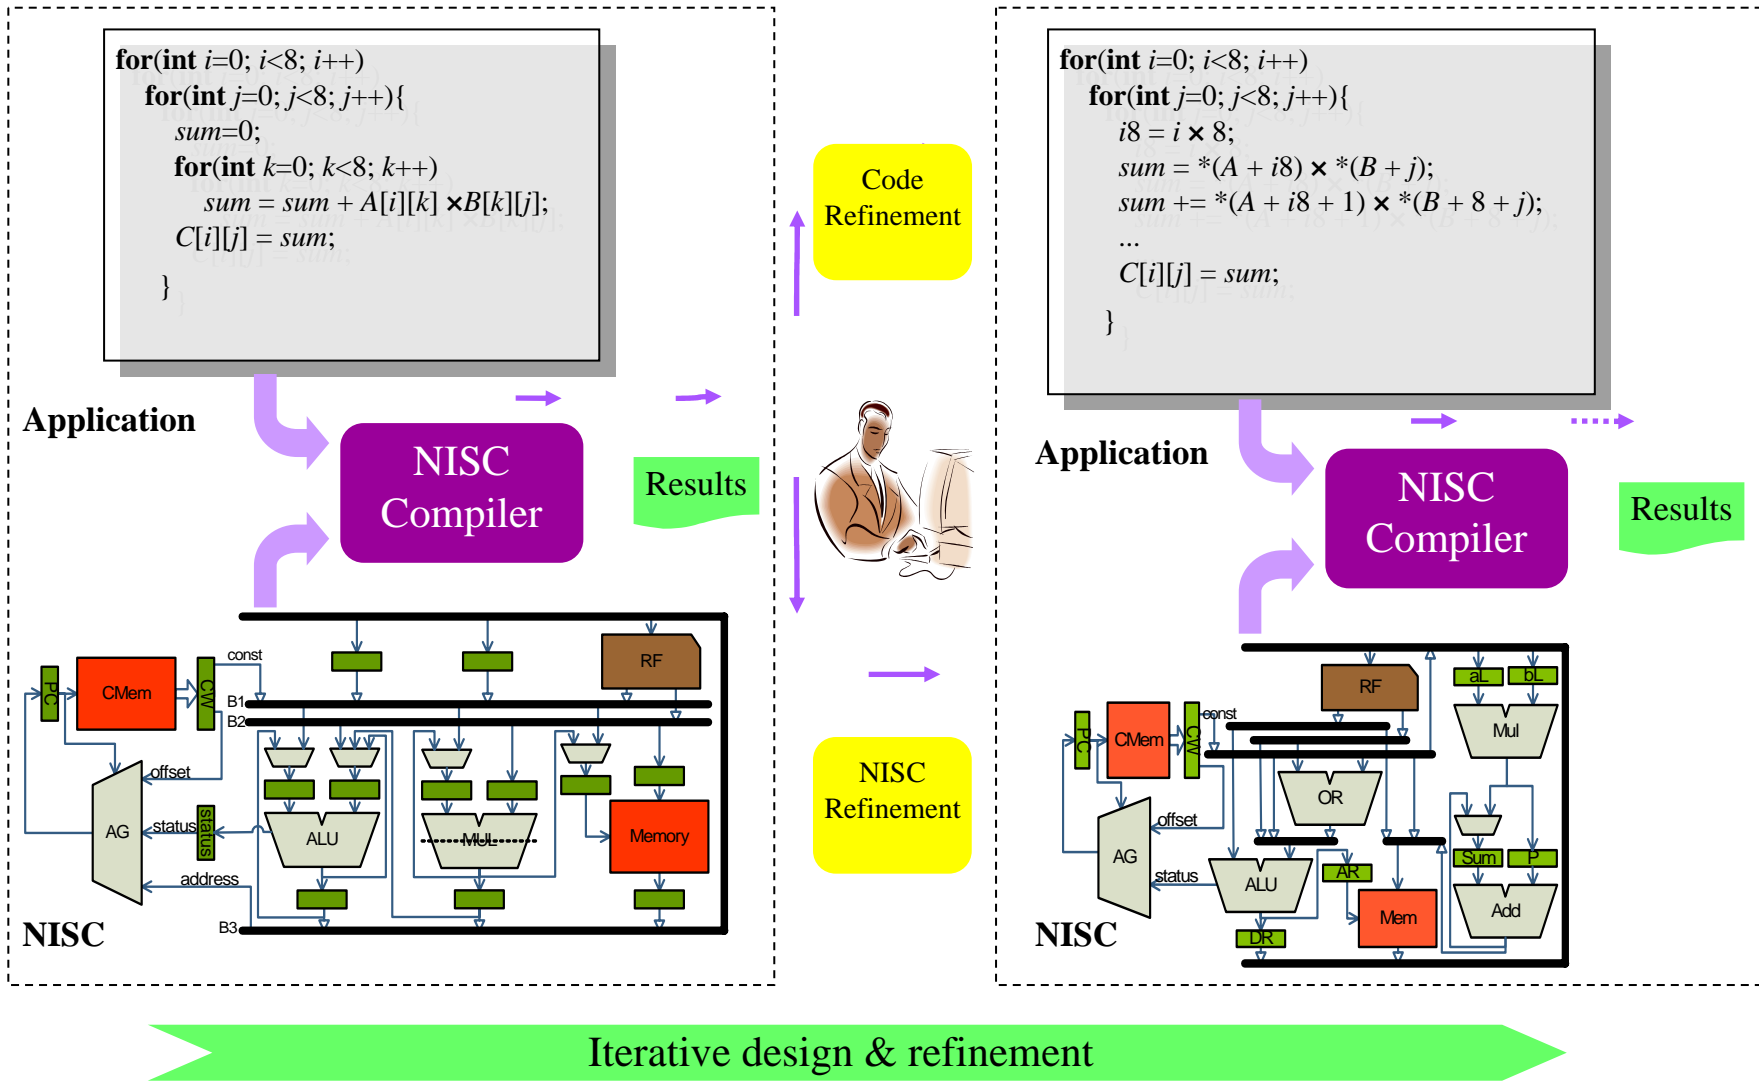 for(int i=0; i<8; i++)
for(int j=0; j<8; j++){
sum=0;
for(int k=0; k<8; k++)
sum = sum + A[i][k] ×B[k][j];
C[i][j] = sum;
}
Application
NISC
Compiler
Results
const
PC
CMem
CW
RF
B1
B2
offset
AG
status
status
ALU
MUL
Memory
address
B3
NISC
Code
Refinement
NISC
Refinement
for(int i=0; i<8; i++)
for(int j=0; j<8; j++){
i8 = i × 8;
sum = *(A + i8) × *(B + j);
sum += *(A + i8 + 1) × *(B + 8 + j);
...
C[i][j] = sum;
}
Application
NISC
Compiler
Results
RF
aL
bL
const
PC
CMem
CW
Mul
OR
offset
AG
Sum
P
status
ALU
AR
Mem
Add
DR
NISC
Iterative design & refinement